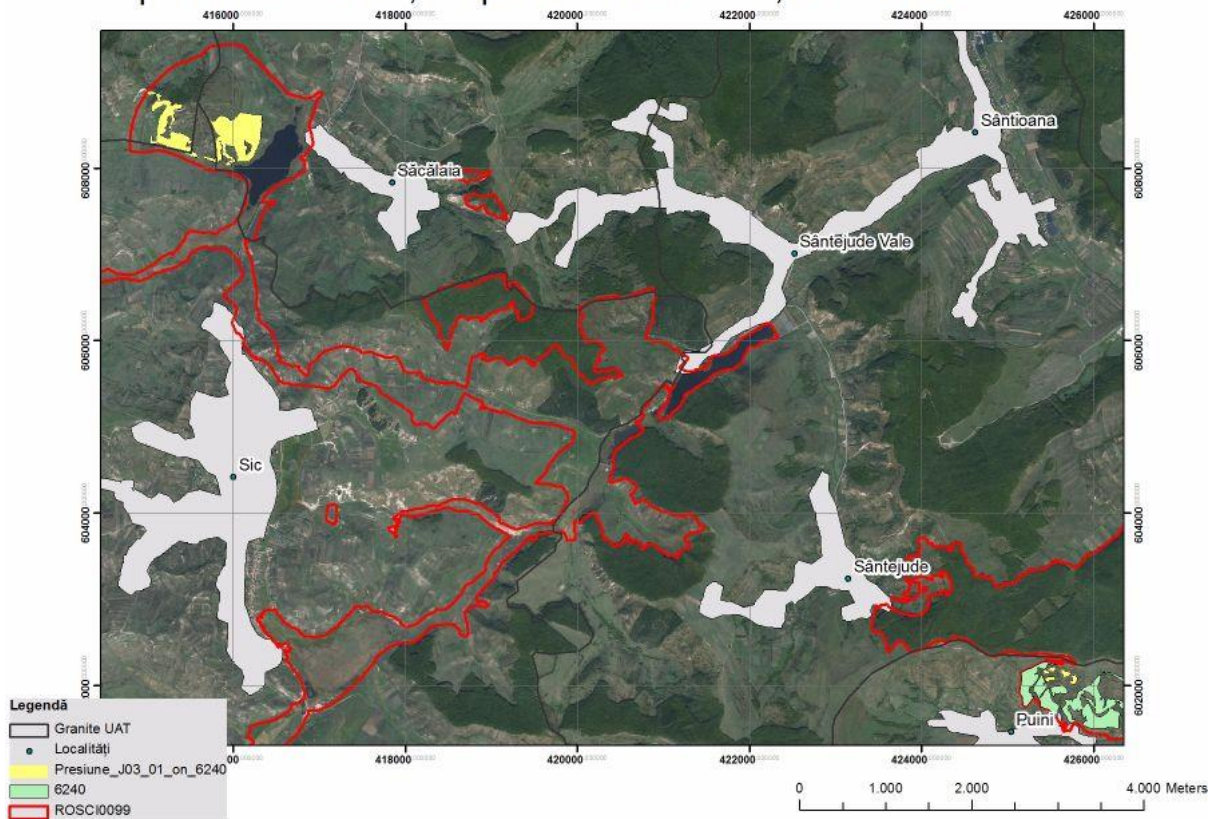 416000 418000 420000 422000 424000 426000
Sântioana
608000 Săcălaia 608000
Sântejude Vale
606000 606000
Sic
604000 604000
Sântejude
000 602000
Legendă
Granite UAT
Localități
Presiune_J03_01_on_6240
6240
ROSCI0099
Puini
6000 418000 420000 422000 424000 426000
0 1.000 2.000 4.000 Meters